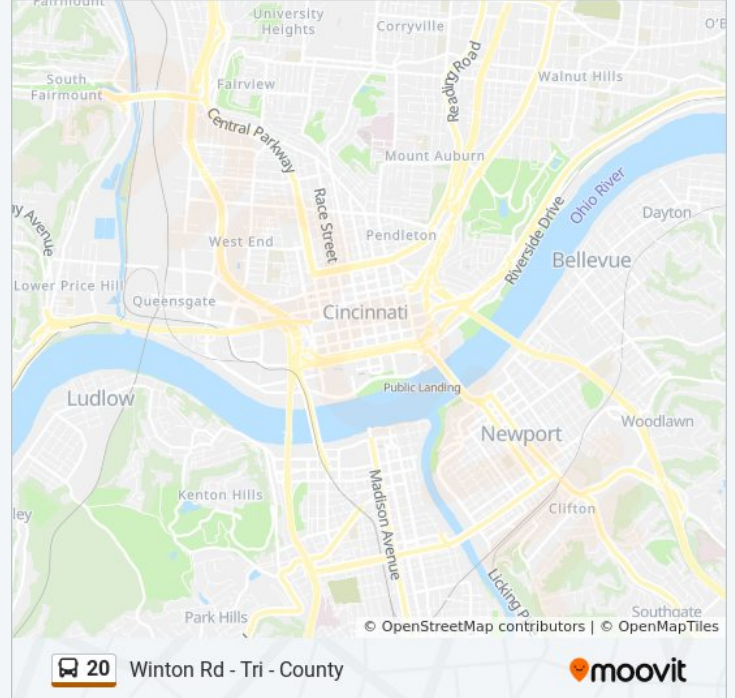 Fairmount
University
Heights
Corryville
O'B
South
Fairmount
Fairview
Reading Road
Walnut Hills
Central Parkway
Mount Auburn
Race Street
Ohio River
ay Avenue
West End
Pendleton
Riverside Drive
Dayton
Bellevue
Lower Price Hill
Queensgate
Cincinnati
Public Landing
Ludlow
Newport
Woodlawn
Madison Avenue
Kenton Hills
ley
Clifton
Licking R
Park Hills
Southgate
© OpenStreetMap contributors | © OpenMapTiles
20 Winton Rd - Tri - County
moovit